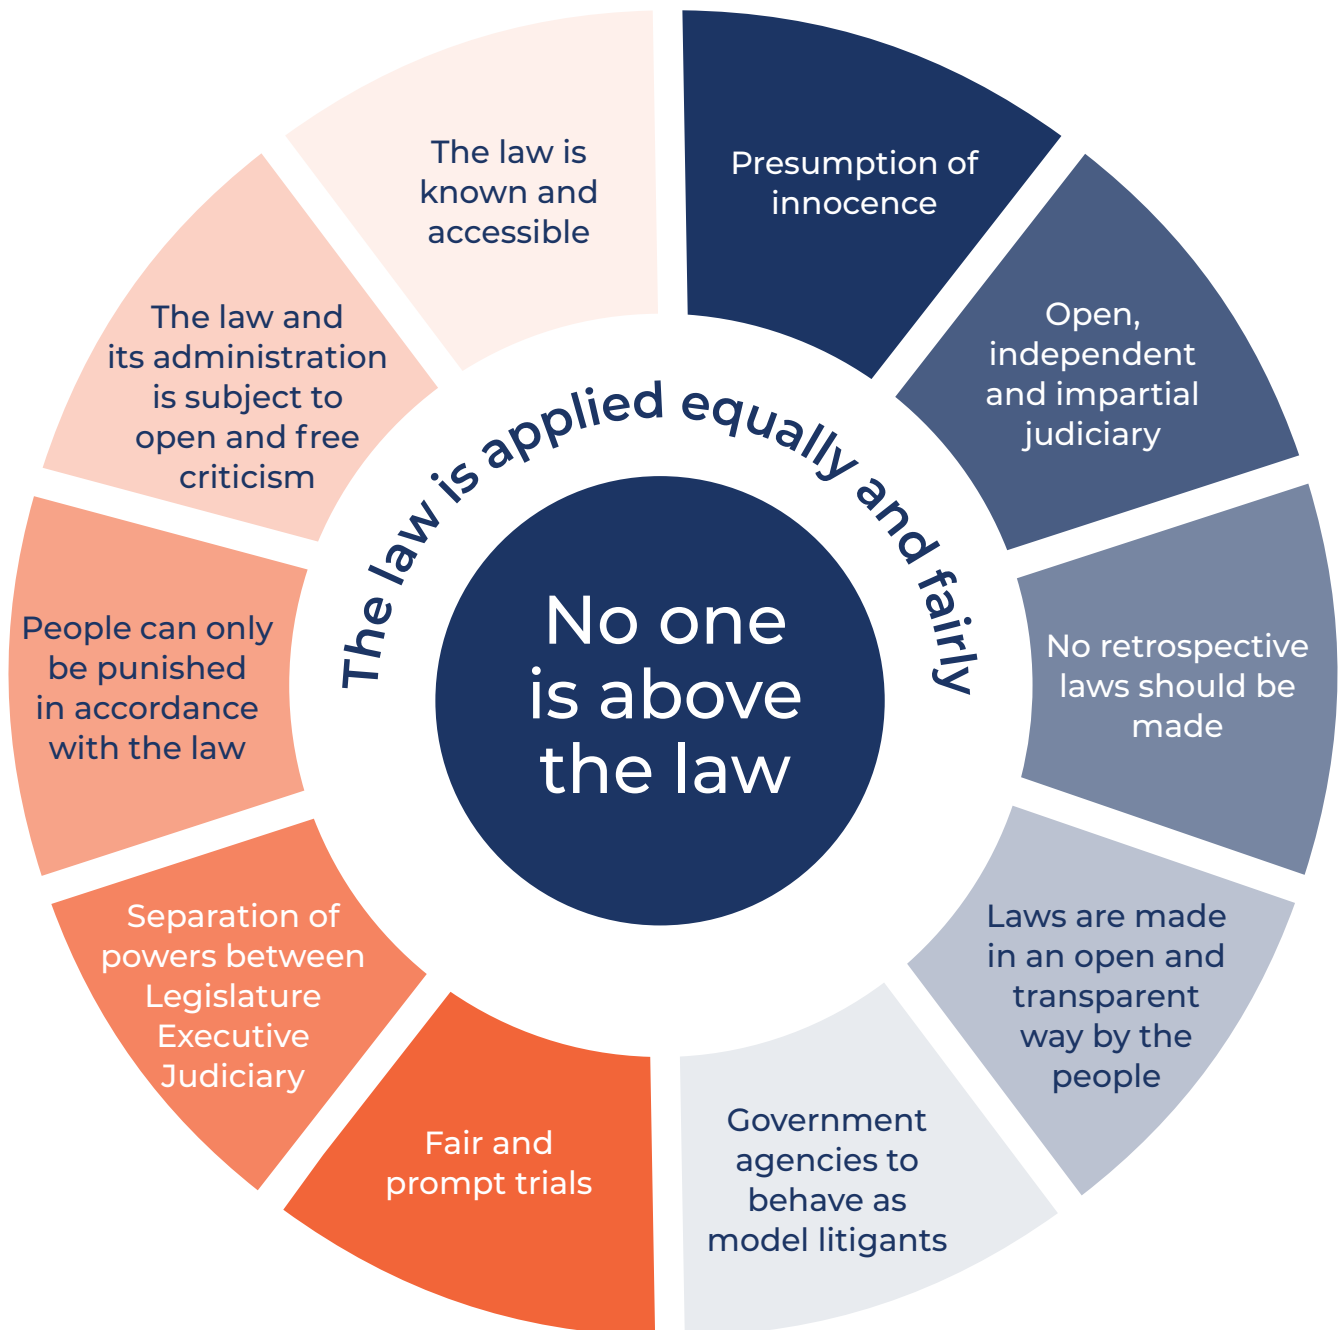 The law is
known and
accessible
Presumption of
innocence
Open,
independent
and impartial
judiciary
No retrospective
laws should be
made
Laws are made
in an open and
transparent
way by the
people
Government
agencies to
behave as
model litigants
Fair and
prompt trials
Separation of
powers between
Legislature
Executive
Judiciary
People can only
be punished
in accordance
with the law
The law and
its administration
is subject to
open and free
criticism
The law is applied equally and fairly
No one
is above
the law